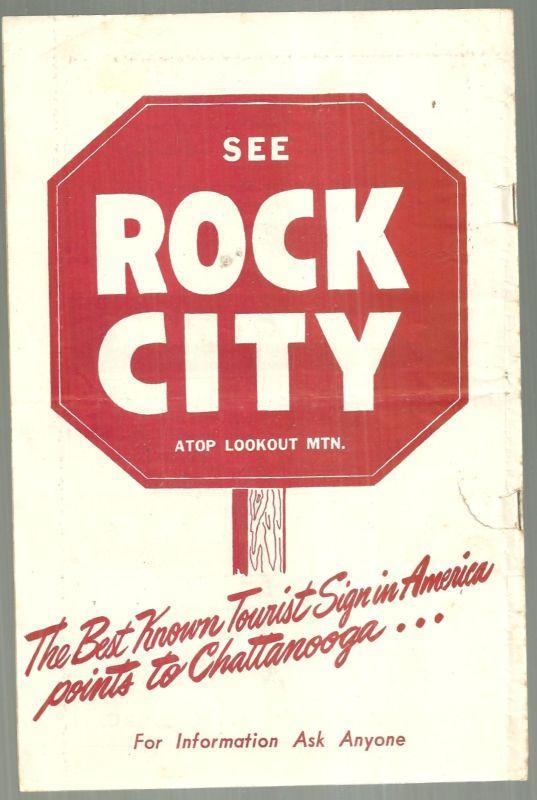 SEE
ROCK
CITY
ATOP LOOKOUT MTN.
The Best Known Tourist Sign in America
points to Chattanooga ...
For Information Ask Anyone